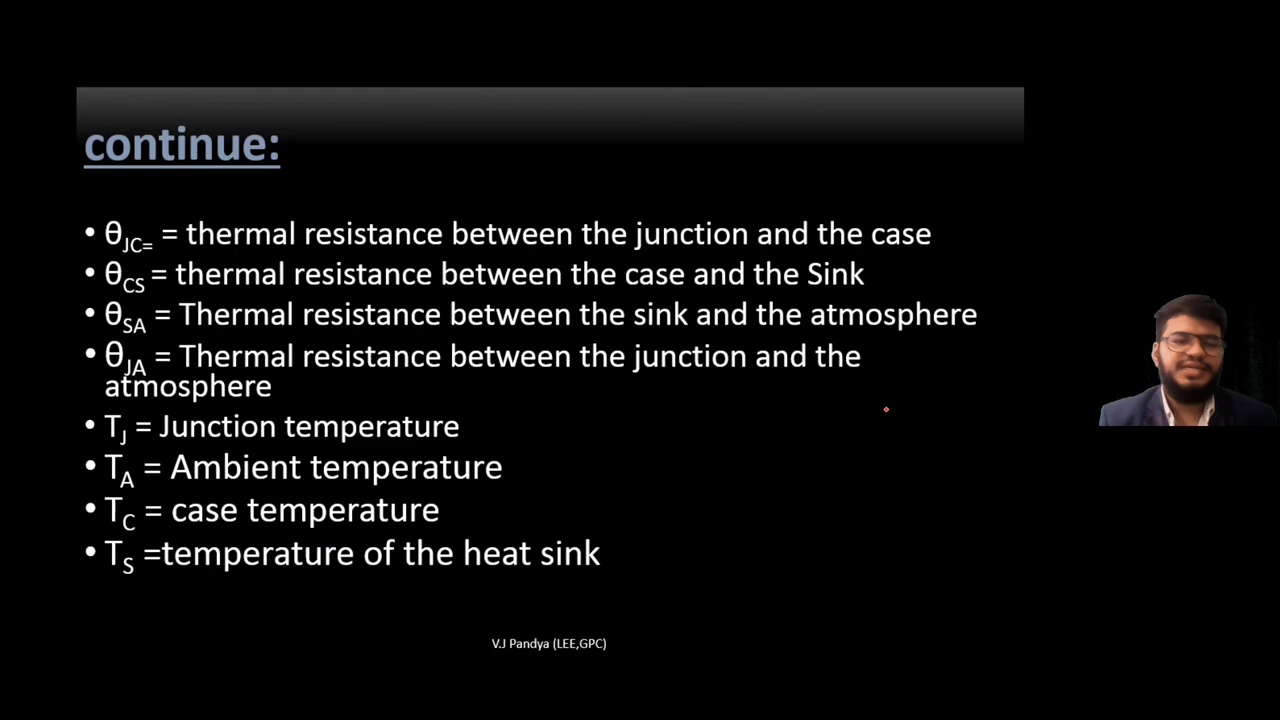 continue:
• θJC= = thermal resistance between the junction and the case
• θCS = thermal resistance between the case and the Sink
• θSA = Thermal resistance between the sink and the atmosphere
• θJA = Thermal resistance between the junction and the
atmosphere
• TJ = Junction temperature
• TA = Ambient temperature
• TC = case temperature
• TS =temperature of the heat sink
V.J Pandya (LEE,GPC)